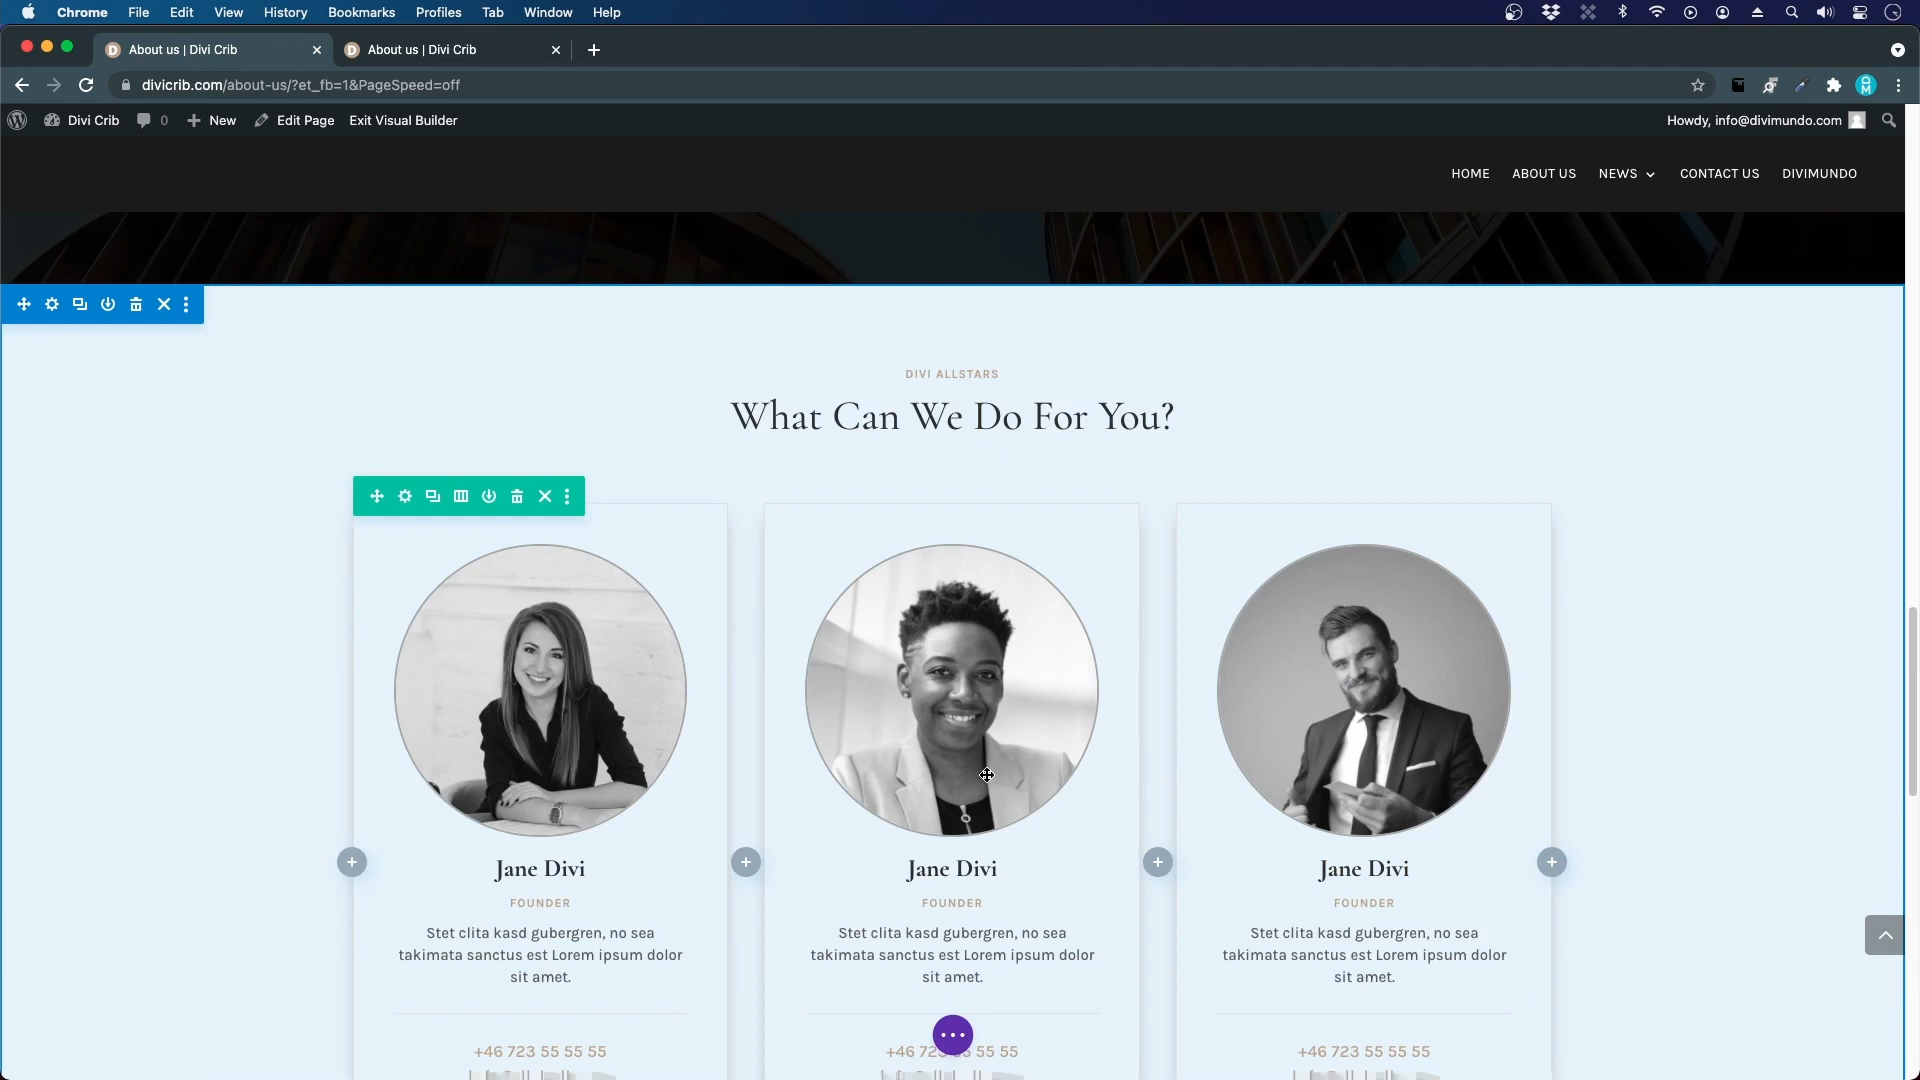 Chrome File Edit View History Bookmarks Profiles Tab Window Help
D About us | Divi Crib D About us | Divi Crib
divicrib.com/about-us/?et_fb=1&PageSpeed=off
DM
Divi Crib 0 New Edit Page Exit Visual Builder Howdy, info@divimundo.com
HOME ABOUT US NEWS CONTACT US DIVIMUNDO
DIVI ALLSTARS
What Can We Do For You?
Jane Divi Jane Divi Jane Divi
FOUNDER FOUNDER FOUNDER
Stet clita kasd gubergren, no sea Stet clita kasd gubergren, no sea Stet clita kasd gubergren, no sea
takimata sanctus est Lorem ipsum dolor takimata sanctus est Lorem ipsum dolor takimata sanctus est Lorem ipsum dolor
sit amet. sit amet. sit amet.
+46 723 55 55 55 +46 72 55 55 +46 723 55 55 55